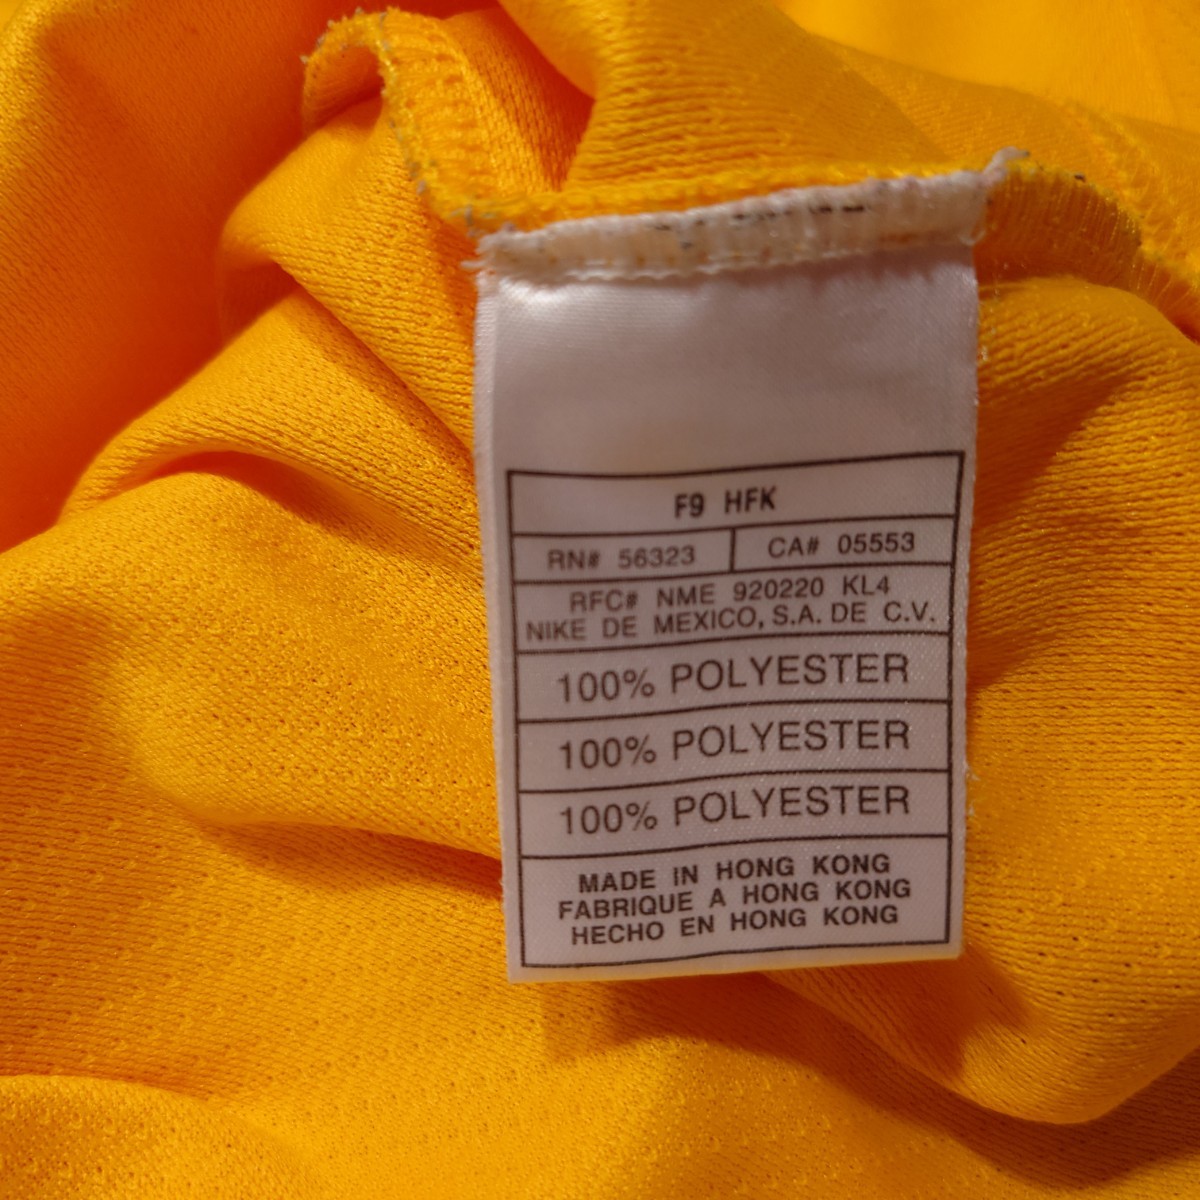 F9 HFK
RN# 56323 CA# 05553
RFC# NME 920220 KL4
NIKE DE MEXICO, S.A. DE C.V.
100% POLYESTER
100% POLYESTER
100% POLYESTER
MADE IN HONG KONG
FABRIQUE A HONG KONG
HECHO EN HONG KONG